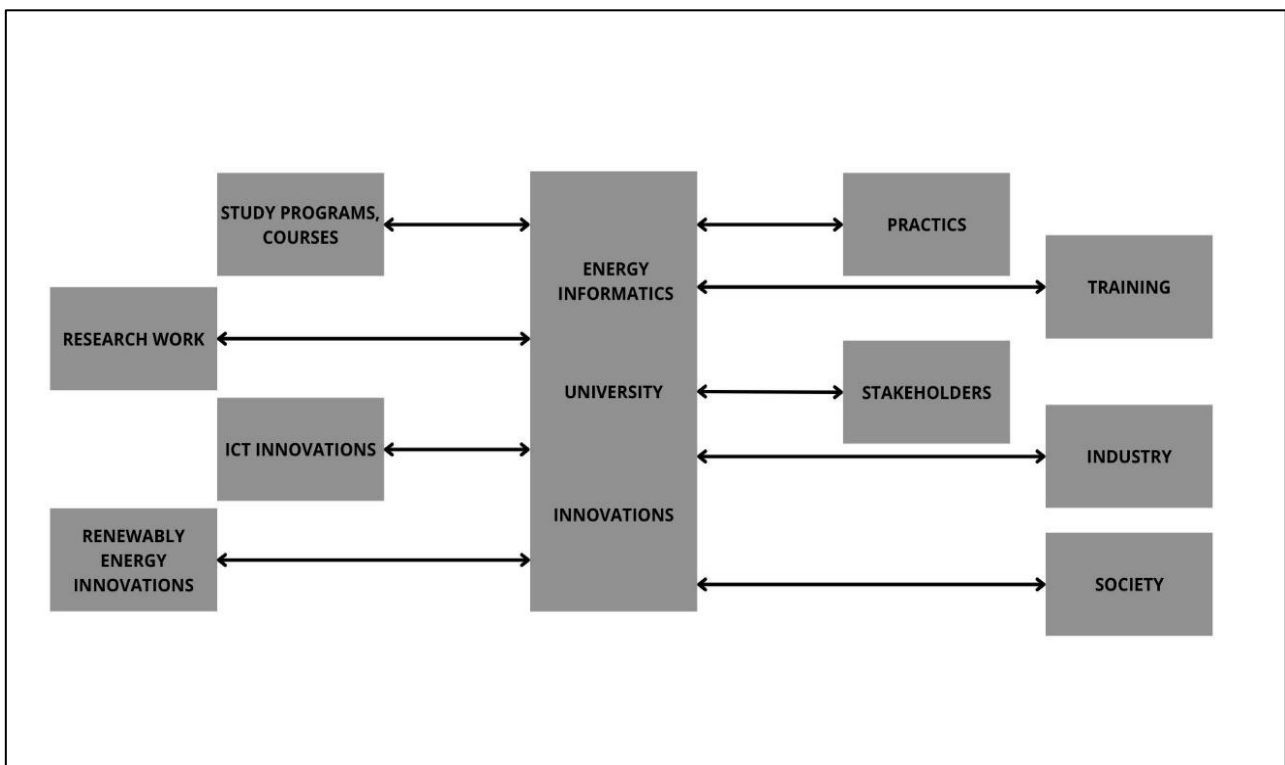 STUDY PROGRAMS,
COURSES
RESEARCH WORK
ICT INNOVATIONS
RENEWABLY
ENERGY
INNOVATIONS
ENERGY
INFORMATICS
UNIVERSITY
INNOVATIONS
PRACTICS
TRAINING
STAKEHOLDERS
INDUSTRY
SOCIETY